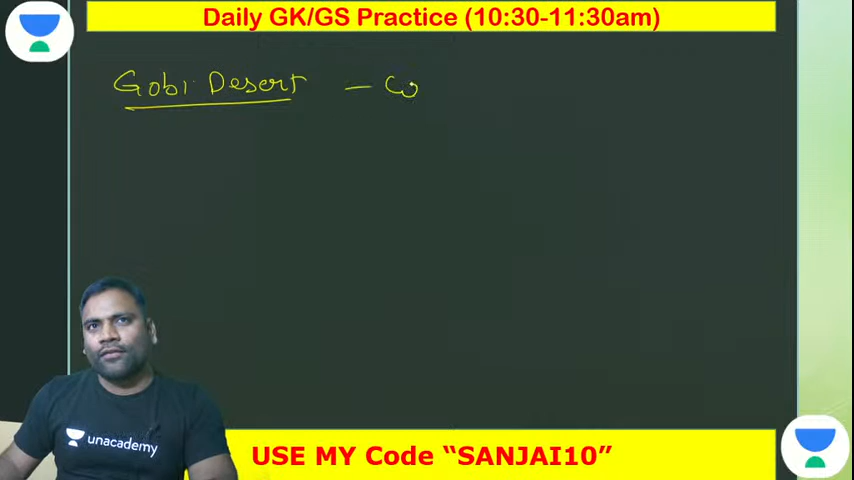 Daily GK/GS Practice (10:30-11:30am)
Gobi Desert -
unacademy
USE MY Code “SANJAI10”